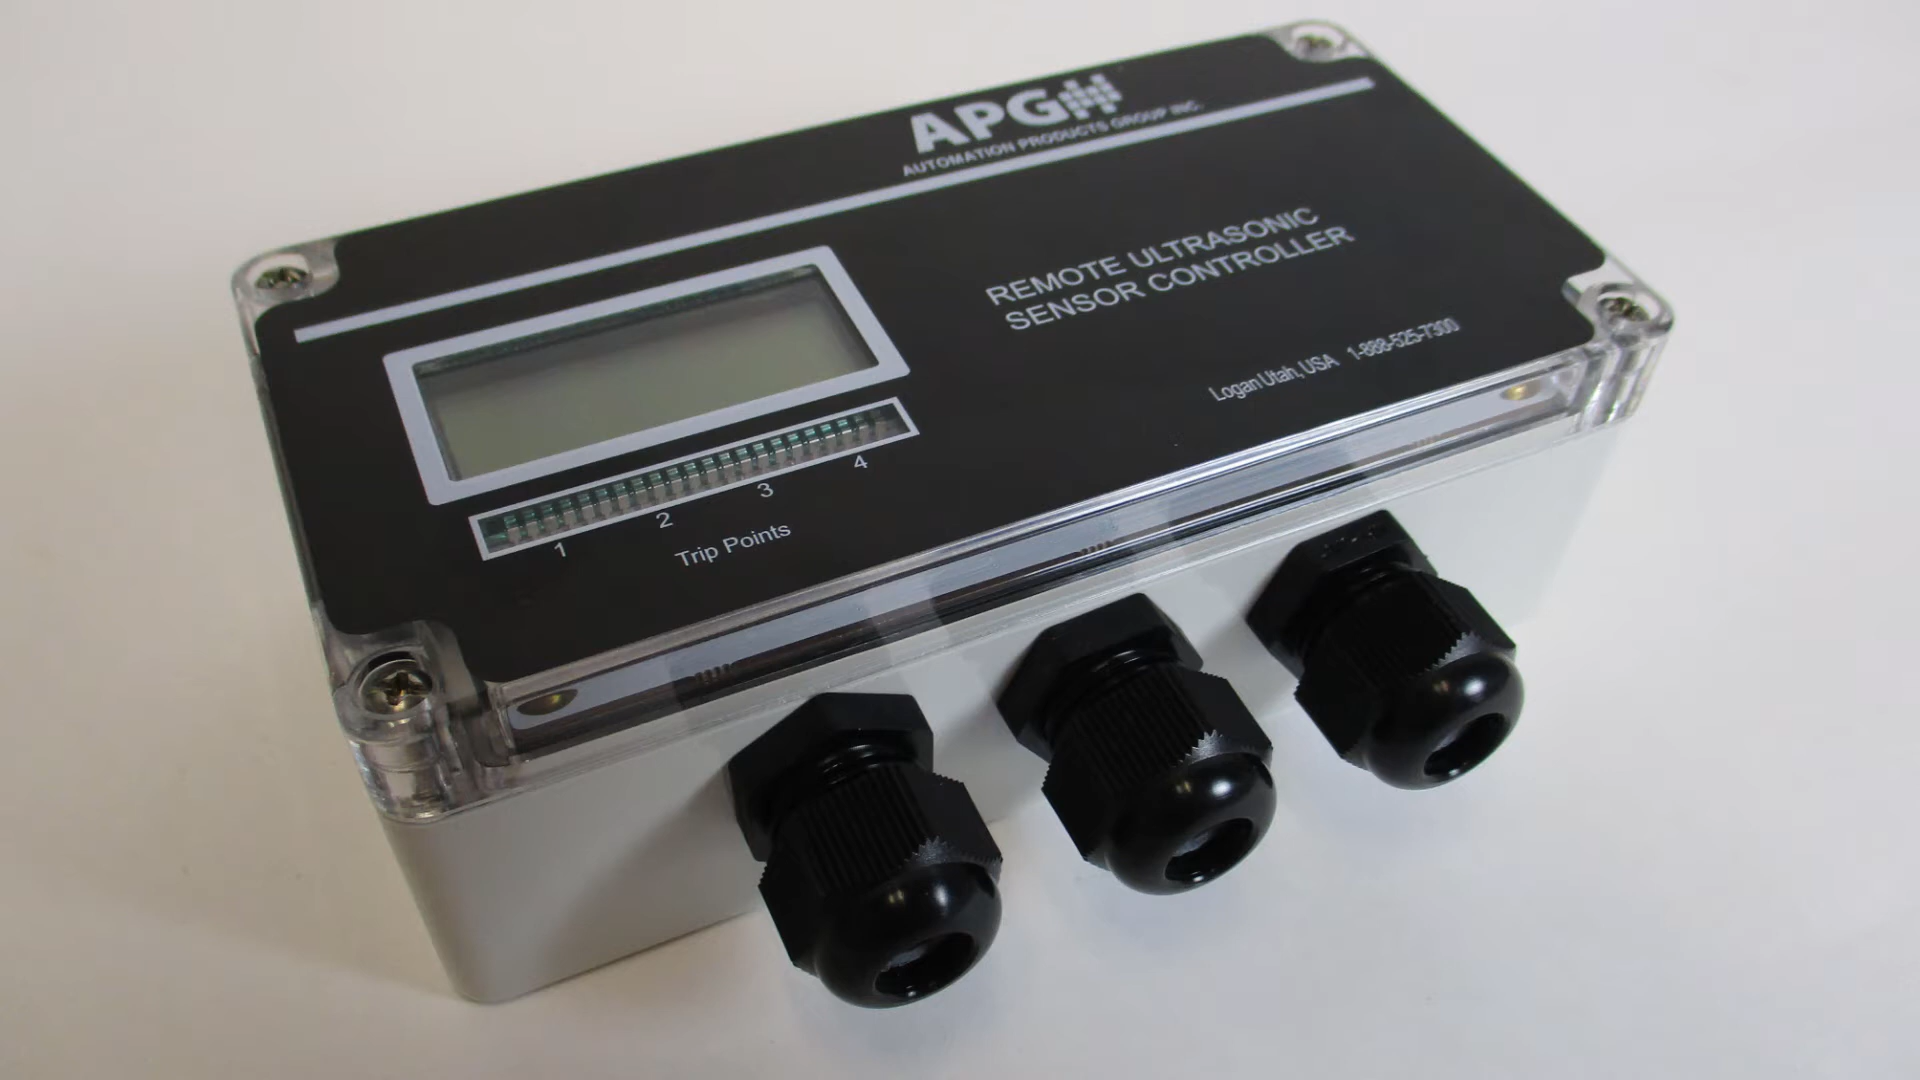 APG
AUTOMATION PRODUCTS GROUP INC.
REMOTE ULTRASONIC
SENSOR CONTROLLER
Logan Utah, USA 1-888-525-7300
1 2 3 4
Trip Points